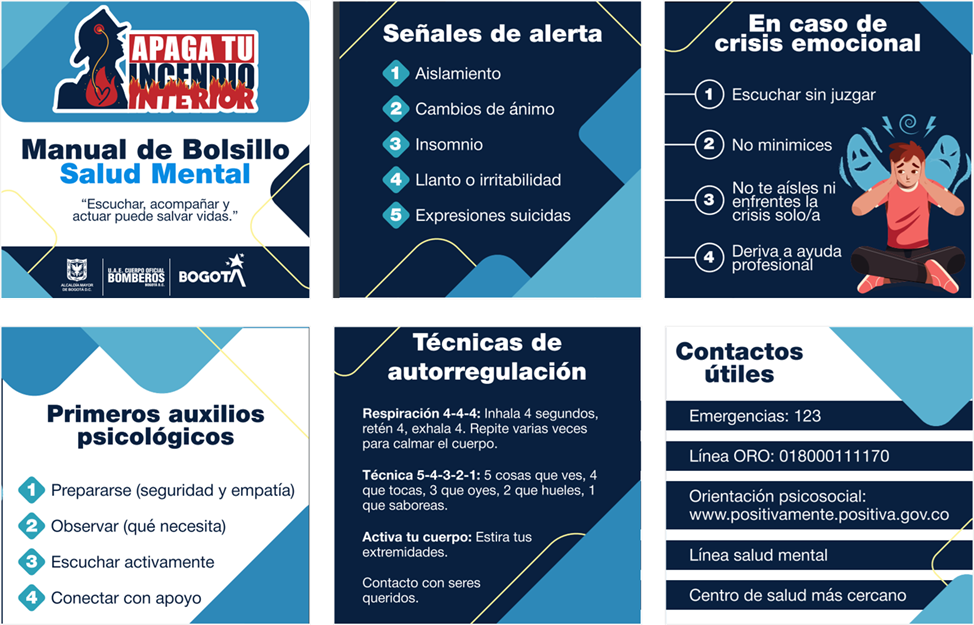 APAGA TU
INCENDIO
INTERIOR
Manual de Bolsillo
Salud Mental
“Escuchar, acompañar y
actuar puede salvar vidas.”
ALCALDÍA MAYOR
DE BOGOTÁ D.C.
U.A.E. CUERPO OFICIAL
BOMBEROS
BOGOTÁ D.C.
BOGOTÁ
Señales de alerta
1 Aislamiento
2 Cambios de ánimo
3 Insomnio
4 Llanto o irritabilidad
5 Expresiones suicidas
En caso de
crisis emocional
1 Escuchar sin juzgar
2 No minimices
3 No te aísles ni
enfrentes la
crisis solo/a
4 Deriva a ayuda
profesional
Primeros auxilios
psicológicos
1 Prepararse (seguridad y empatía)
2 Observar (qué necesita)
3 Escuchar activamente
4 Conectar con apoyo
Técnicas de
autorregulación
Respiración 4-4-4: Inhala 4 segundos,
retén 4, exhala 4. Repite varias veces
para calmar el cuerpo.
Técnica 5-4-3-2-1: 5 cosas que ves, 4
que tocas, 3 que oyes, 2 que hueles, 1
que saboreas.
Activa tu cuerpo: Estira tus
extremidades.
Contacto con seres
queridos.
Contactos
útiles
Emergencias: 123
Línea ORO: 018000111170
Orientación psicosocial:
www.positivamente.positiva.gov.co
Línea salud mental
Centro de salud más cercano